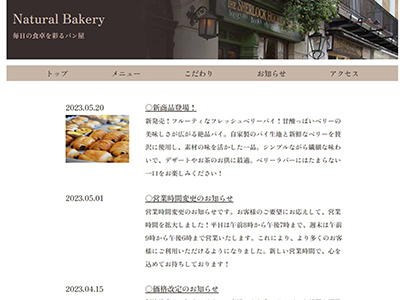 Natural Bakery
毎日の食卓を彩るパン屋
THE SHERLOCK HOLMES
トップ メニュー こだわり お知らせ アクセス
2023.05.20
〇新商品登場！
新発売！フルーティなフレッシュベリーパイ！甘酸っぱいベリーの
美味しさが広がる絶品パイ。自家製のパイ生地と新鮮なベリーを贅
沢に使用し、素材の味を活かした一品。シンプルながら繊細な味わ
いで、デザートやお茶のお供に最適。ベリーラバーにはたまらない
一口をお楽しみください！
2023.05.01
〇営業時間変更のお知らせ
営業時間変更のお知らせです。お客様のご要望にお応えして、営業
時間を拡大しました！平日は午前8時から午後7時まで、週末は午前
9時から午後6時まで営業いたします。これにより、より多くのお客
様にご利用いただけるようになりました。新しい営業時間で、心を
込めてお待ちしております！
2023.04.15
〇価格改定のお知らせ